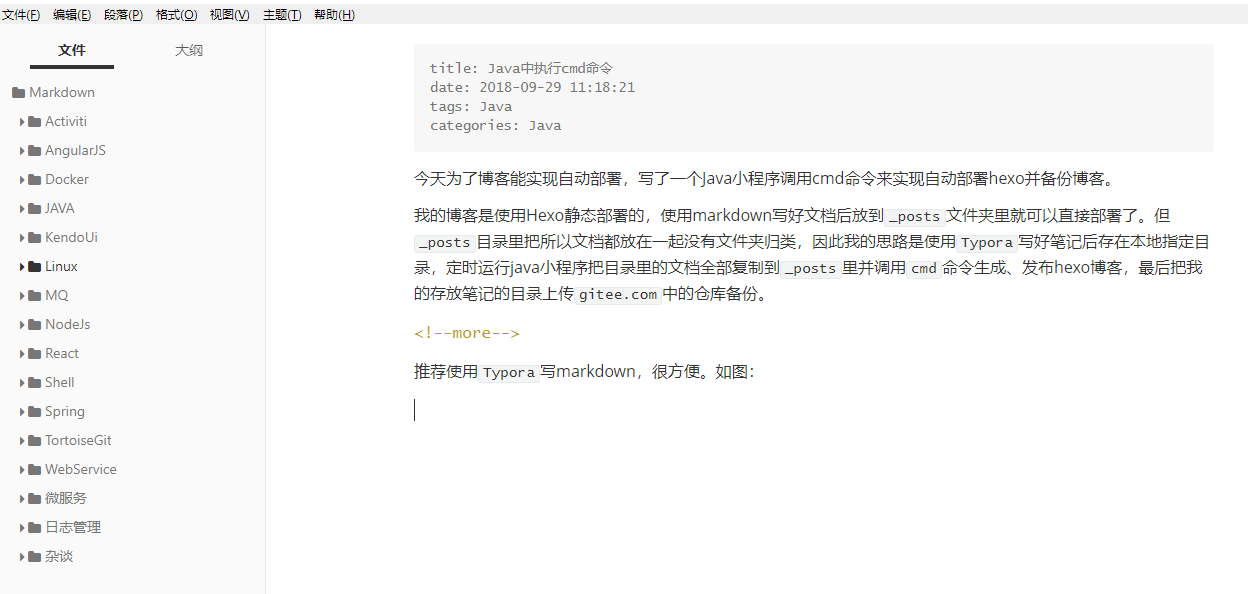 文件(F) 编辑(E) 段落(P) 格式(O) 视图(V) 主题(T) 帮助(H)
文件 大纲
Markdown
Activiti
AngularJS
Docker
JAVA
KendoUi
Linux
MQ
NodeJs
React
Shell
Spring
TortoiseGit
WebService
微服务
日志管理
杂谈
title: Java中执行cmd命令
date: 2018-09-29 11:18:21
tags: Java
categories: Java
今天为了博客能实现自动部署，写了一个Java小程序调用cmd命令来实现自动部署hexo并备份博客。
我的博客是使用Hexo静态部署的，使用markdown写好文档后放到 _posts 文件夹里就可以直接部署了。但
_posts 目录里把所以文档都放在一起没有文件夹归类，因此我的思路是使用 Typora 写好笔记后存在本地指定目
录，定时运行java小程序把目录里的文档全部复制到 _posts 里并调用 cmd 命令生成、发布hexo博客，最后把我
的存放笔记的目录上传 gitee.com 中的仓库备份。
<!--more-->
推荐使用 Typora 写markdown，很方便。如图：